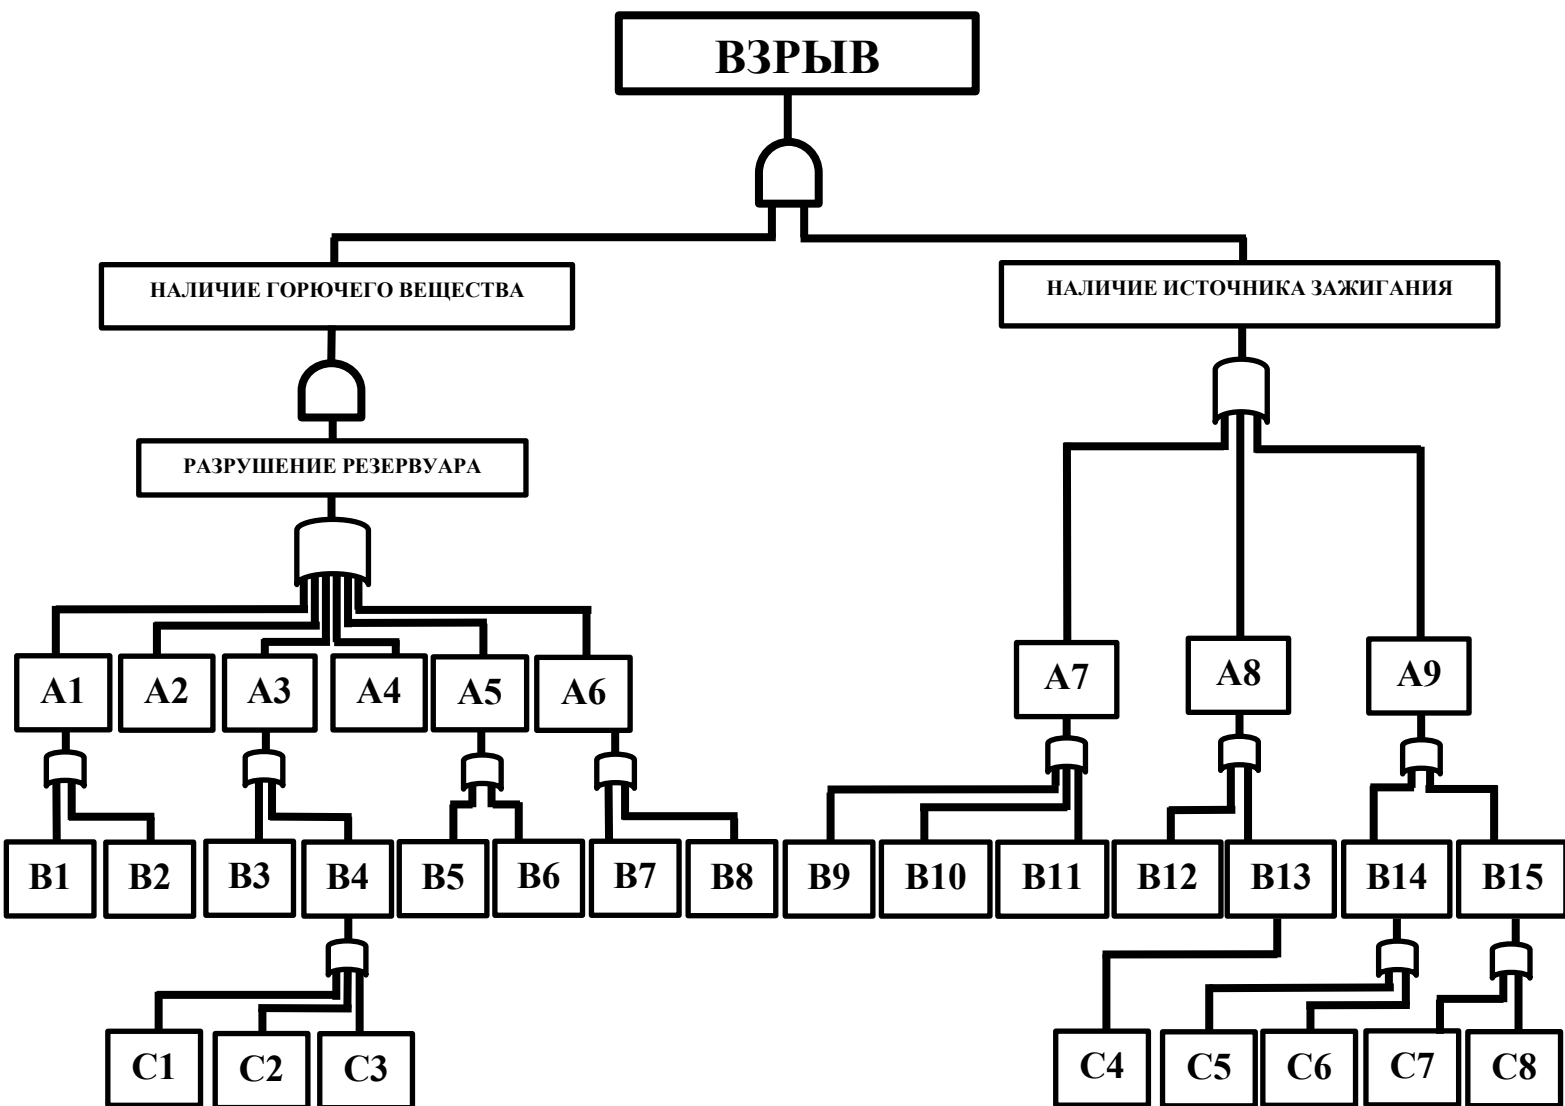 ВЗРЫВ
НАЛИЧИЕ ГОРЮЧЕГО ВЕЩЕСТВА
НАЛИЧИЕ ИСТОЧНИКА ЗАЖИГАНИЯ
РАЗРУШЕНИЕ РЕЗЕРВУАРА
А1 А2 А3 А4 А5 А6 А7 А8 А9
В1 В2 В3 В4 В5 В6 В7 В8 В9 В10 В11 В12 В13 В14 В15
С1 С2 С3 С4 С5 С6 С7 С8